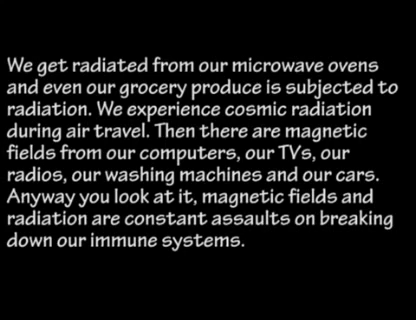 We get radiated from our microwave ovens
and even our grocery produce is subjected to
radiation. We experience cosmic radiation
during air travel. Then there are magnetic
fields from our computers, our TVs, our
radios, our washing machines and our cars.
Anyway you look at it, magnetic fields and
radiation are constant assaults on breaking
down our immune systems.